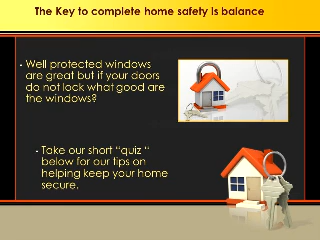 The Key to complete home safety is balance
- Well protected windows
are great but if your doors
do not lock what good are
the windows?
- Take our short “quiz “
below for our tips on
helping keep your home
secure.